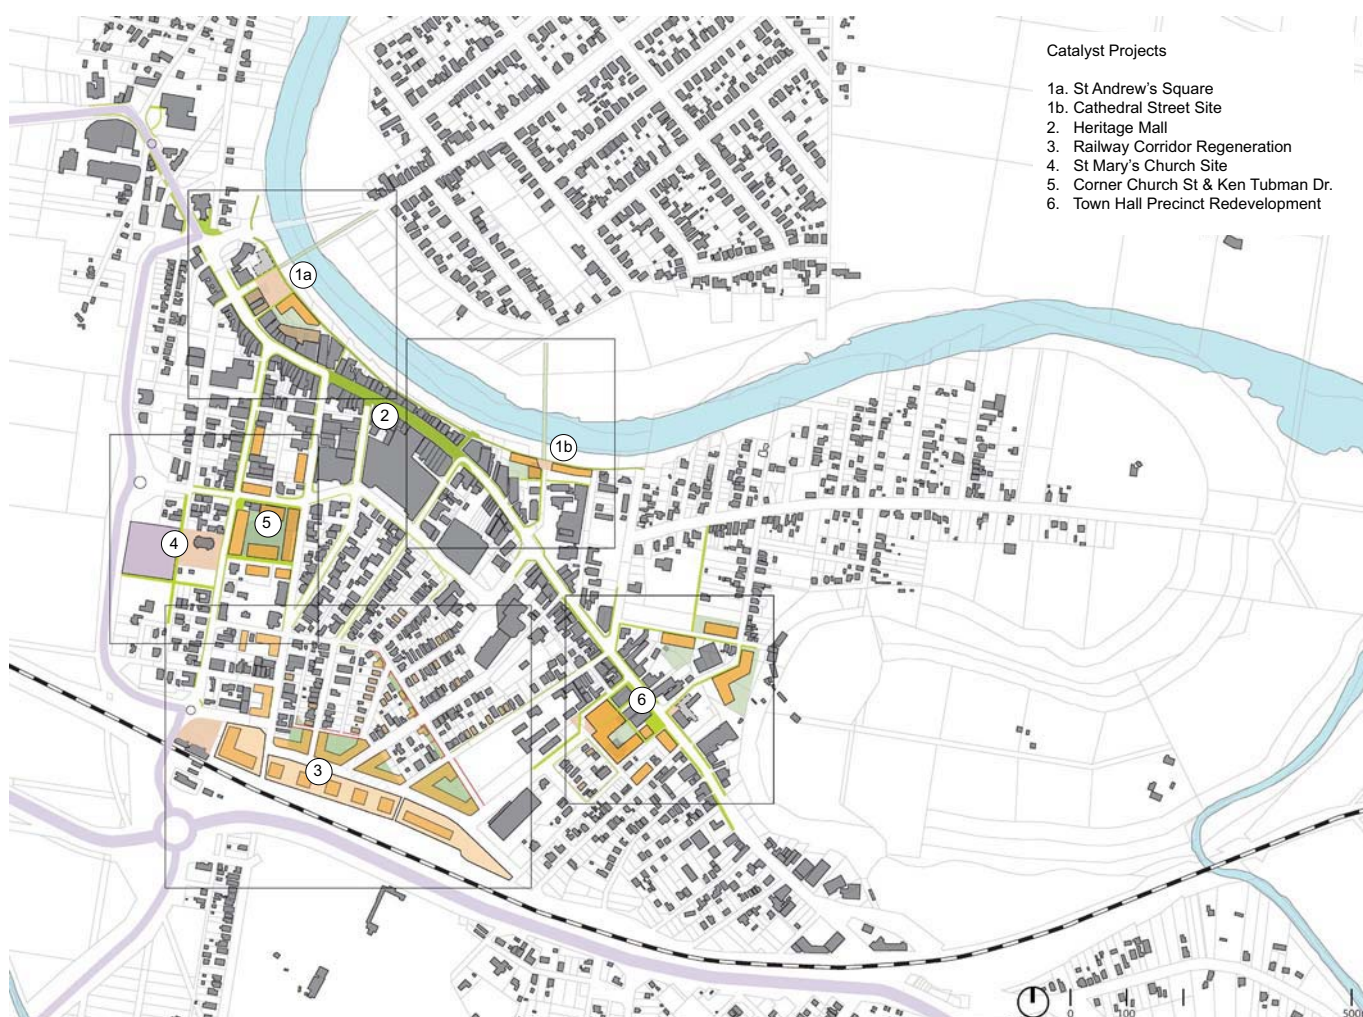 Catalyst Projects
1a. St Andrew's Square
1b. Cathedral Street Site
2. Heritage Mall
3. Railway Corridor Regeneration
4. St Mary's Church Site
5. Corner Church St & Ken Tubman Dr.
6. Town Hall Precinct Redevelopment
1a
2
1b
5
4
6
3
0 100 500